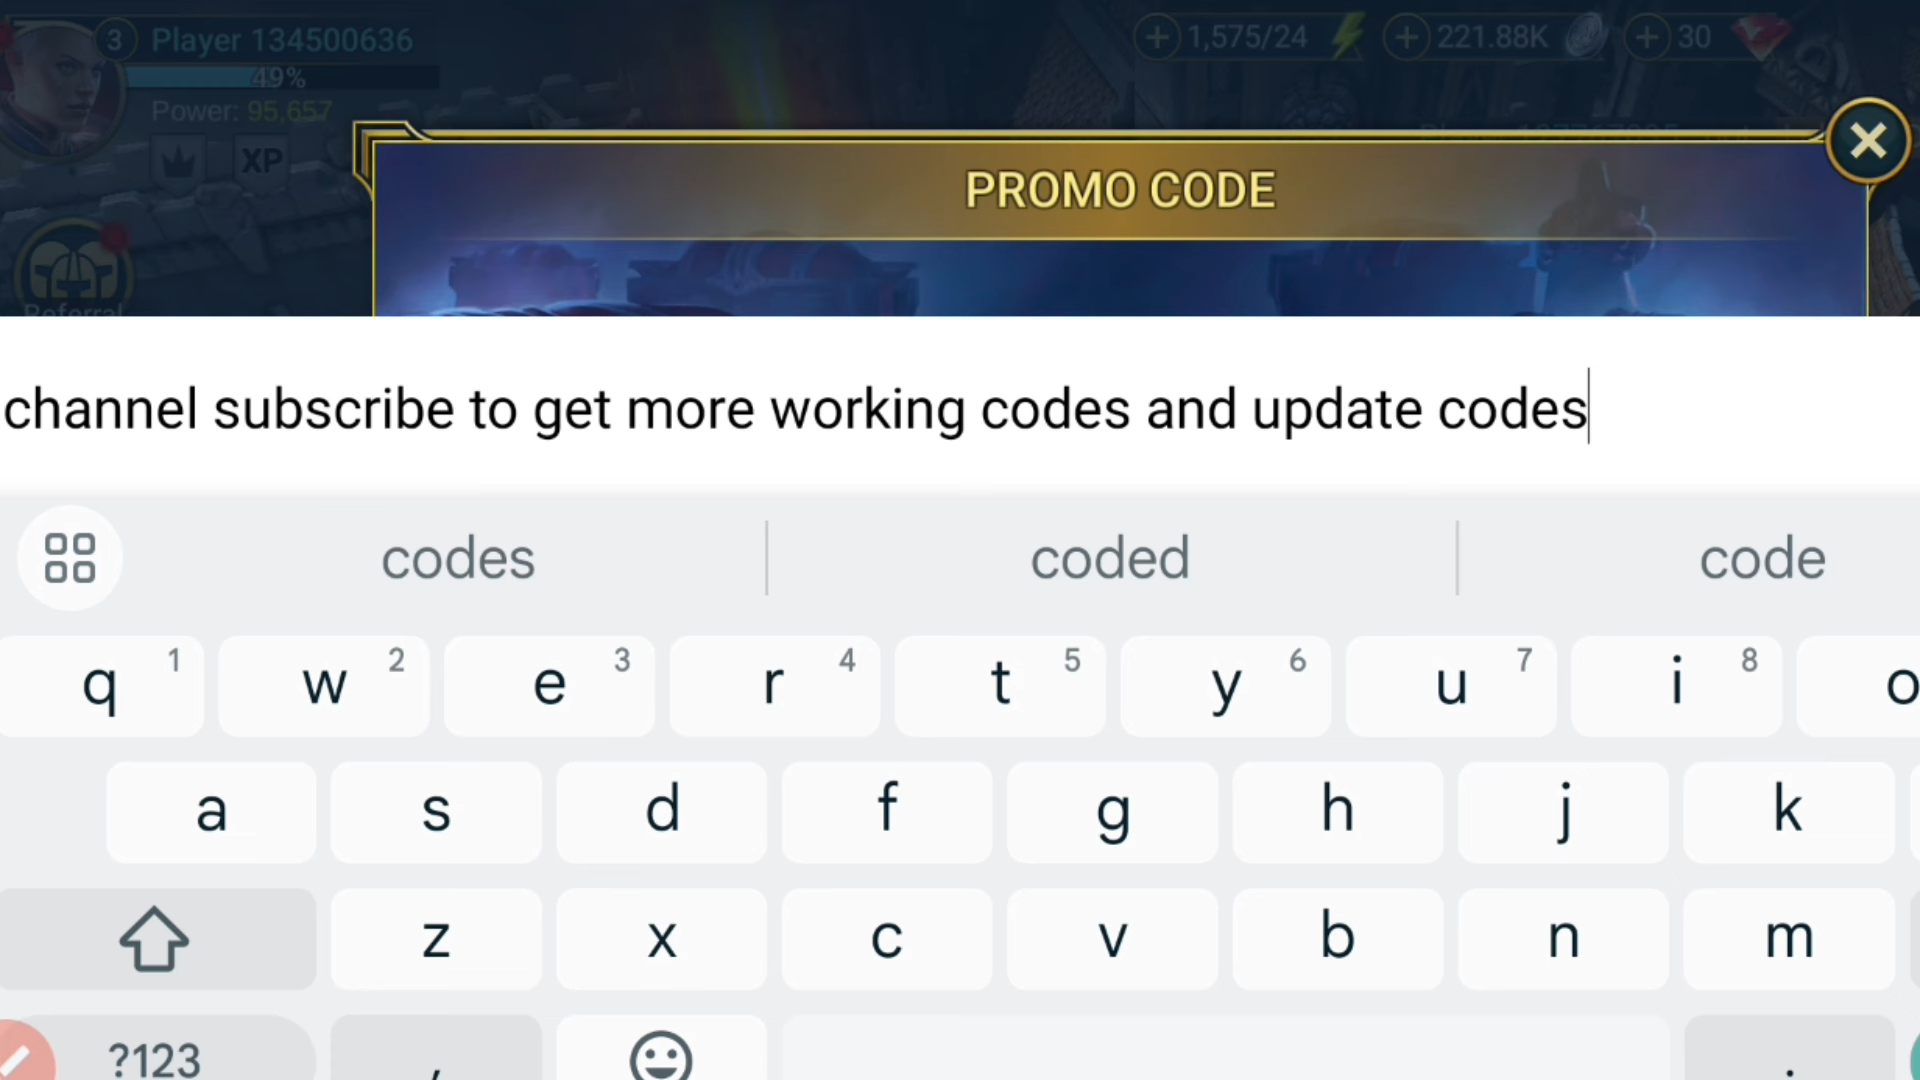 3 Player 134500636
1,575/24
221.88K
30
49%
Power: 95,657
XP
PROMO CODE
Referral
channel subscribe to get more working codes and update codes
codes coded code
q 1 w 2 e 3 r 4 t 5 y 6 u 7 i 8 o
a s d f g h j k
z x c v b n m
?123 , .